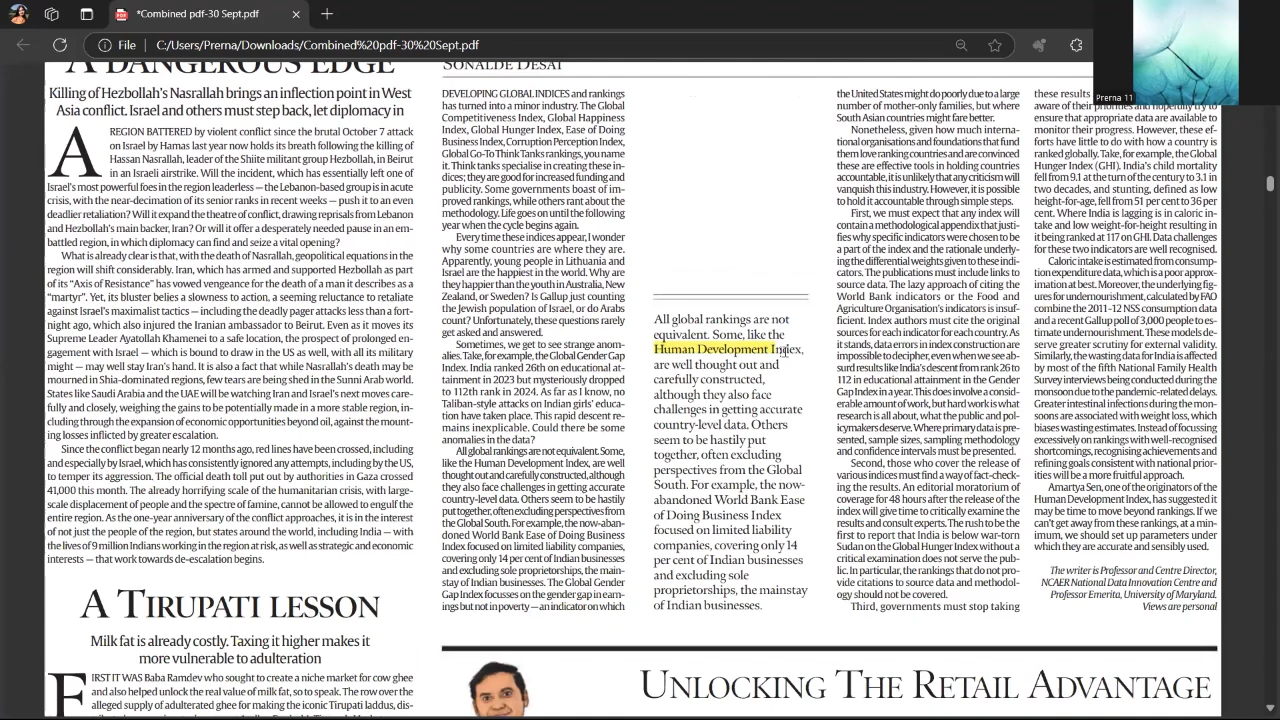 *Combined pdf-30 Sept.pdf
File
C:/Users/Prerna/Downloads/Combined%20pdf-30%20Sept.pdf
Prerna 11
A DANGEROUS EDGE
Killing of Hezbollah's Nasrallah brings an inflection point in West
Asia conflict. Israel and others must step back, let diplomacy in
A REGION BATTERED by violent conflict since the brutal October 7 attack
on Israel by Hamas last year now holds its breath following the killing of
Hassan Nasrallah, leader of the Shiite militant group Hezbollah, in Beirut
in an Israeli airstrike. Will the incident, which has essentially left one of
Israel's most powerful foes in the region leaderless — the Lebanon-based group is in acute
crisis, with the near-decimation of its senior ranks in recent weeks — push it to an even
deadlier retaliation? Will it expand the theatre of conflict, drawing reprisals from Lebanon
and Hezbollah's main backer, Iran? Or will it offer a desperately needed pause in an em-
battled region, in which diplomacy can find and seize a vital opening?
What is already clear is that, with the death of Nasrallah, geopolitical equations in the
region will shift considerably. Iran, which has armed and supported Hezbollah as part
of its "Axis of Resistance" has vowed vengeance for the death of a man it describes as a
"martyr". Yet, its bluster belies a slowness to action, a seeming reluctance to retaliate
against Israel's maximalist tactics — including the deadly pager attacks less than a fort-
night ago, which also injured the Iranian ambassador to Beirut. Even as it moves its
Supreme Leader Ayatollah Khamenei to a safe house, the prospect of prolonged en-
gagement with Israel — which is bound to draw in the US as well, with all its military
might — may well stay Iran's hand. It is also a fact that while Nasrallah's death may be
mourned in Shia-dominated regions, few tears are being shed in the Sunni Arab world.
States like Saudi Arabia and the UAE will be watching Iran and Israel's next moves care-
fully and closely, weighing the gains to be potentially made in a more stable region, in-
cluding through the expansion of economic opportunities beyond oil, against the mount-
ing losses inflicted by greater escalation.
Since the conflict began nearly 12 months ago, red lines have been crossed, including
and especially by Israel, which has consistently ignored any attempts, including by the US,
to temper its aggression. The official death toll put out by authorities in Gaza crossed
41,000 this month. The already horrifying scale of the humanitarian crisis, with large-
scale displacement of people and the spectre of famine, cannot be allowed to engulf the
entire region. As the one-year anniversary of the conflict approaches, it is in the interest
of not just the people of the region, but states around the world, including India — with
the lives of 9 million Indians working in the region at risk, as well as strategic and economic
interests — that work towards de-escalation begins.
A TIRUPATI LESSON
Milk fat is already costly. Taxing it higher makes it
more vulnerable to adulteration
FIRST IT WAS Baba Ramdev who sought to create a niche market for cow ghee
and also helped unlock the real value of milk fat, so to speak. The row over the
alleged supply of adulterated ghee for making the iconic Tirupati laddus, dis-
SONALDE DESAI
DEVELOPING GLOBAL INDICES and rankings
has turned into a minor industry. The Global
Competitiveness Index, Global Happiness
Index, Global Hunger Index, Ease of Doing
Business Index, Corruption Perception Index,
Global Go-To Think Tanks rankings, you name
it. Think tanks specialise in creating these in-
dices; they are good for increased funding and
publicity. Some governments boast of im-
proved rankings, while others rant about the
methodology. Life goes on until the following
year when the cycle begins again.
Every time these indices appear, I wonder
why some countries are where they are.
Apparently, young people in Lithuania and
Israel are the happiest in the world. Why are
they happier than the youth in Australia, New
Zealand, or Sweden? Is Gallup just counting
the Jewish population of Israel, or do Arabs
count? Unfortunately, these questions rarely
get asked and answered.
Sometimes, we get to see strange anom-
alies. Take, for example, the Global Gender Gap
Index. India ranked 26th on educational at-
tainment in 2023 but mysteriously dropped
to 112th rank in 2024. As far as I know, no
Taliban-style attacks on Indian girls' educa-
tion have taken place. This rapid descent re-
mains inexplicable. Could there be some
anomalies in the data?
All global rankings are not equivalent. Some,
like the Human Development Index, are well
thought out and carefully constructed, although
they also face challenges in getting accurate
country-level data. Others seem to be hastily
put together, often excluding perspectives from
the Global South. For example, the now-aban-
doned World Bank Ease of Doing Business
Index focused on limited liability companies,
covering only 14 per cent of Indian businesses
and excluding sole proprietorships, the main-
stay of Indian businesses. The Global Gender
Gap Index focusses on the gender gap in earn-
ings but not in poverty — an indicator on which
All global rankings are not
equivalent. Some, like the
Human Development Index,
are well thought out and
carefully constructed,
although they also face
challenges in getting accurate
country-level data. Others
seem to be hastily put
together, often excluding
perspectives from the Global
South. For example, the now-
abandoned World Bank Ease
of Doing Business Index
focused on limited liability
companies, covering only 14
per cent of Indian businesses
and excluding sole
proprietorships, the mainstay
of Indian businesses.
the United States might do poorly due to a large
number of mother-only families, but where
South Asian countries might fare better.
Nonetheless, given how much interna-
tional organisations and foundations that fund
them love ranking countries and are convinced
these are effective tools in holding countries
accountable, it is unlikely that any criticism will
vanquish this industry. However, it is possible
to hold it accountable through simple steps.
First, we must expect that any index will
contain a methodological appendix that justi-
fies why specific indicators were chosen to be
a part of the index and the rationale underly-
ing the differential weights given to these indi-
cators. The publications must include links to
source data. The lazy approach of citing the
World Bank indicators or the Food and
Agriculture Organisation's indicators is insuf-
ficient. Index authors must cite the original
sources for each indicator for each country. As
it stands, data errors in index construction are
impossible to decipher, even when we see ab-
surd results like India's descent from rank 26 to
112 in educational attainment in the Gender
Gap Index in a year. This does involve a consid-
erable amount of work, but hard work is what
research is all about, what the public and pol-
icymakers deserve. Where primary data is pre-
sented, sample sizes, sampling methodology
and confidence intervals must be presented.
Second, those who cover the release of
various indices must find a way of fact-check-
ing the results. An editorial moratorium of
coverage for 48 hours after the release of the
index will give time to critically examine the
results and consult experts. The rush to be the
first to report that India is below war-torn
Sudan on the Global Hunger Index without a
critical examination does not serve the pub-
lic. In particular, the rankings that do not pro-
vide citations to source data and methodol-
ogy should not be covered.
Third, governments must stop taking
these results
aware of their priorities and hopefully try to
ensure that appropriate data are available to
monitor their progress. However, these ef-
forts have little to do with how a country is
ranked globally. Take, for example, the Global
Hunger Index (GHI). India's child mortality
fell from 9.1 at the turn of the century to 3.1 in
two decades, and stunting, defined as low
height-for-age, fell from 51 per cent to 36 per
cent. Where India is lagging is in caloric in-
take and low weight-for-height resulting in
it being ranked at 117 on GHI. Data challenges
for these two indicators are well recognised.
Caloric intake is estimated from consump-
tion expenditure data, which is a poor approx-
imation at best. Moreover, the underlying fig-
ures for undernourishment, calculated by FAO
combine the 2011-12 NSS consumption data
and a recent Gallup poll of 3,000 people to es-
timate undernourishment. These models de-
serve greater scrutiny for external validity.
Similarly, the wasting data for India is affected
by most of the fifth National Family Health
Survey interviews being conducted during the
monsoon due to the pandemic-related delays.
Greater intestinal infections during the mon-
soons are associated with weight loss, which
biases wasting estimates. Instead of focussing
excessively on rankings with well-recognised
shortcomings, recognising achievements and
refining goals consistent with national prior-
ities will be a more fruitful approach.
Amartya Sen, one of the originators of the
Human Development Index, has suggested it
may be time to move beyond rankings. If we
can't get away from these rankings, at a min-
imum, we should set up parameters under
which they are accurate and sensibly used.
The writer is Professor and Centre Director,
NCAER National Data Innovation Centre and
Professor Emerita, University of Maryland.
Views are personal
UNLOCKING THE RETAIL ADVANTAGE